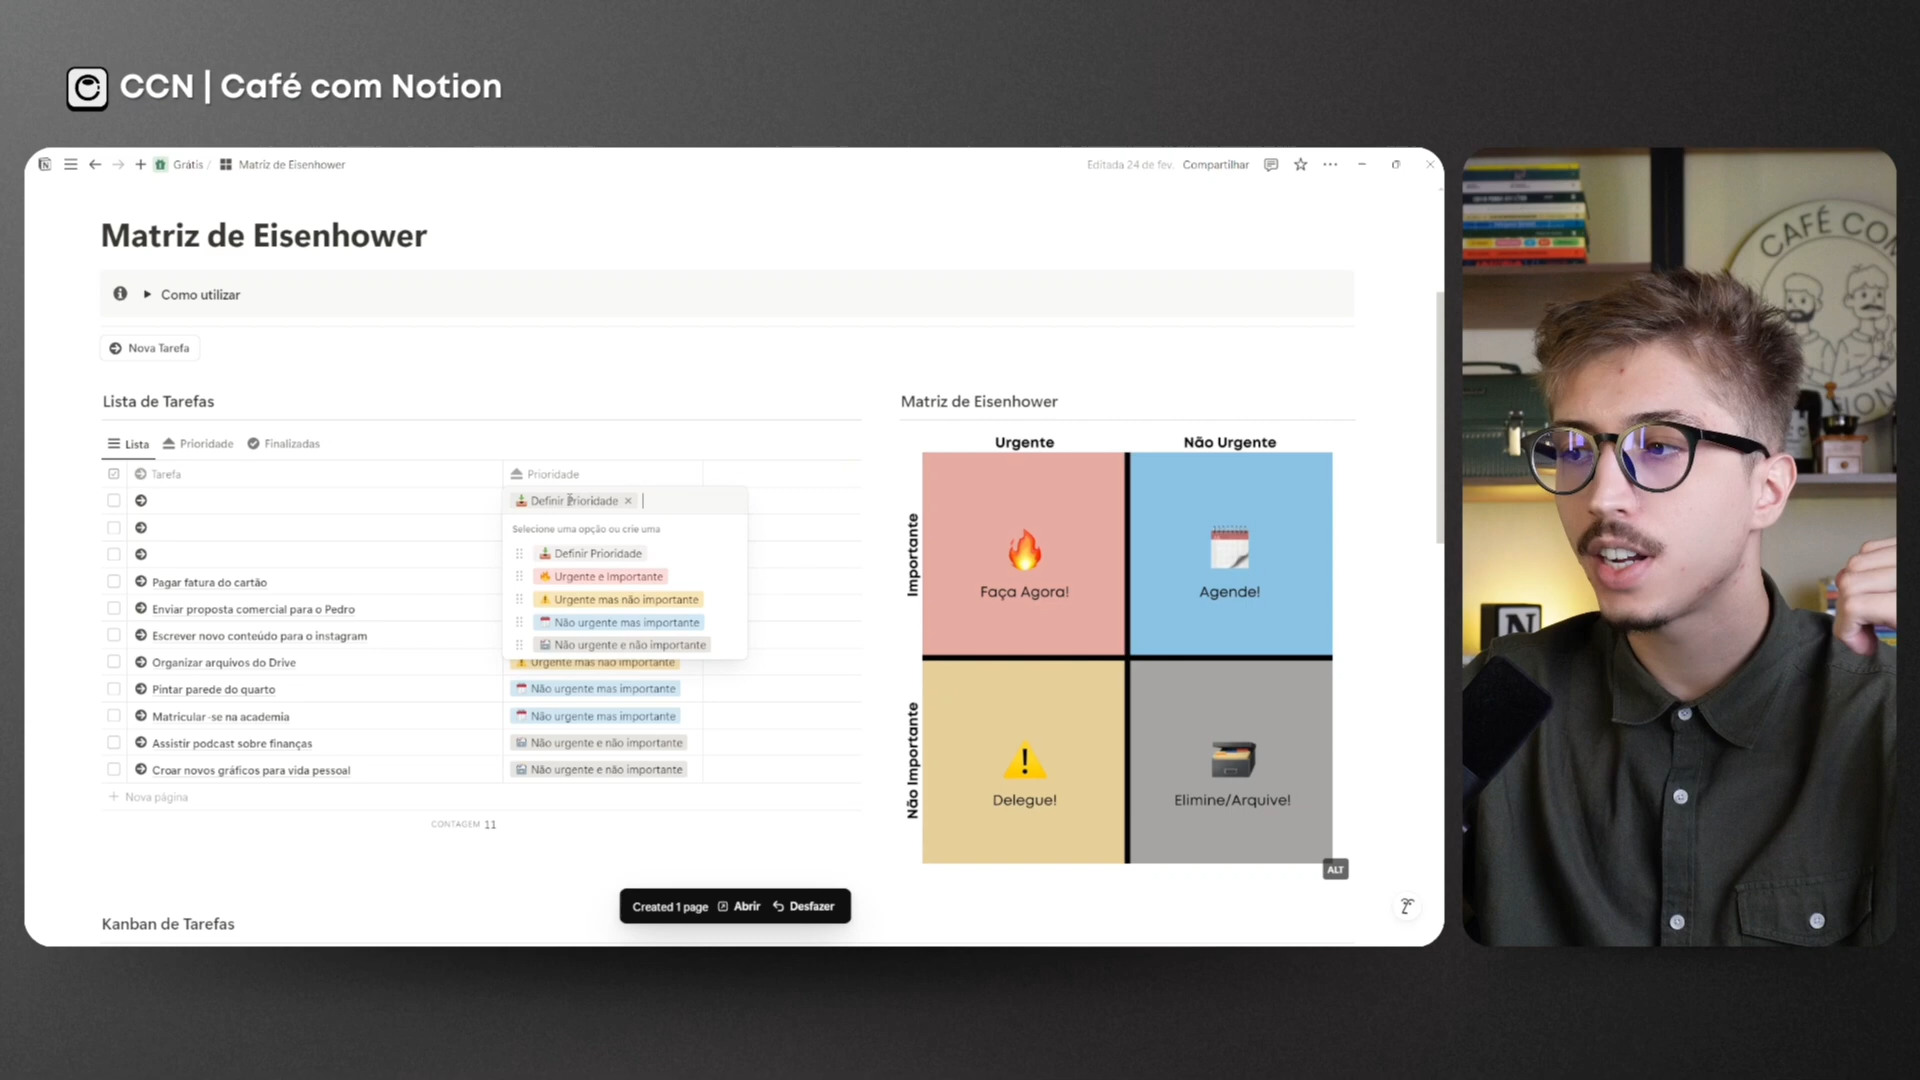 CCN | Café com Notion
Grátis / Matriz de Eisenhower
Editada 24 de fev. Compartilhar
Matriz de Eisenhower
Como utilizar
Nova Tarefa
Lista de Tarefas
Lista Prioridade Finalizadas
Tarefa Prioridade
Definir Prioridade
Selecione uma opção ou crie uma
Definir Prioridade
Urgente e Importante
Urgente mas não importante
Não urgente mas importante
Não urgente e não importante
Pagar fatura do cartão
Enviar proposta comercial para o Pedro
Escrever novo conteúdo para o instagram
Organizar arquivos do Drive Urgente mas não importante
Pintar parede do quarto Não urgente mas importante
Matricular-se na academia Não urgente mas importante
Assistir podcast sobre finanças Não urgente e não importante
Croar novos gráficos para vida pessoal Não urgente e não importante
Nova página
CONTAGEM 11
Matriz de Eisenhower
Urgente Não Urgente
Importante
Faça Agora! Agende!
Não Importante
Delegue! Elimine/Arquive!
ALT
Created 1 page Abrir Desfazer
Kanban de Tarefas
CAFÉ COM
N